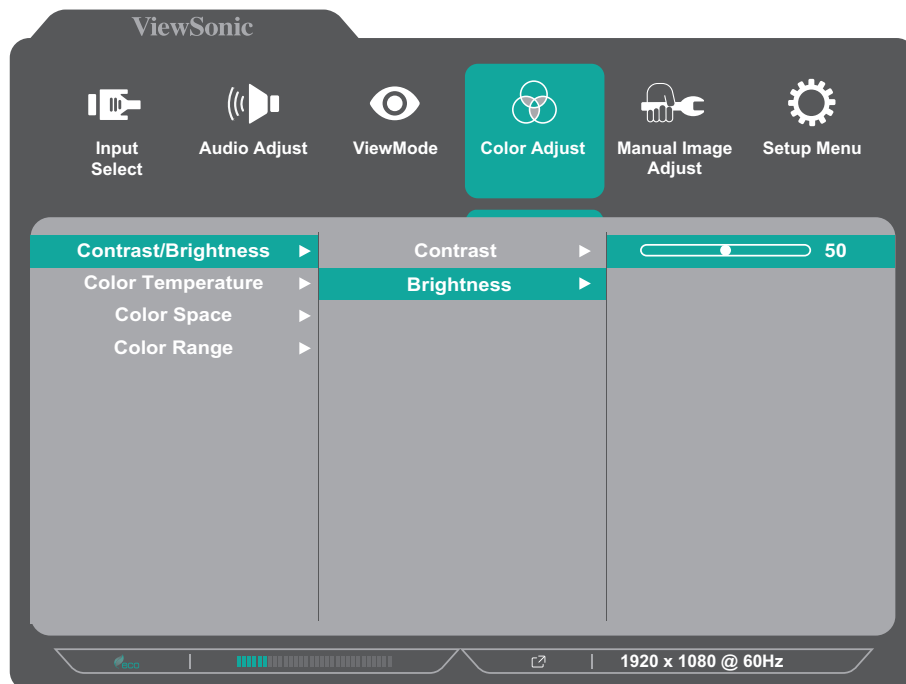 ViewSonic
Input Select
Audio Adjust
ViewMode
Color Adjust
Manual Image Adjust
Setup Menu
Contrast/Brightness
Color Temperature
Color Space
Color Range
Contrast
Brightness
50
eco
1920 x 1080 @ 60Hz